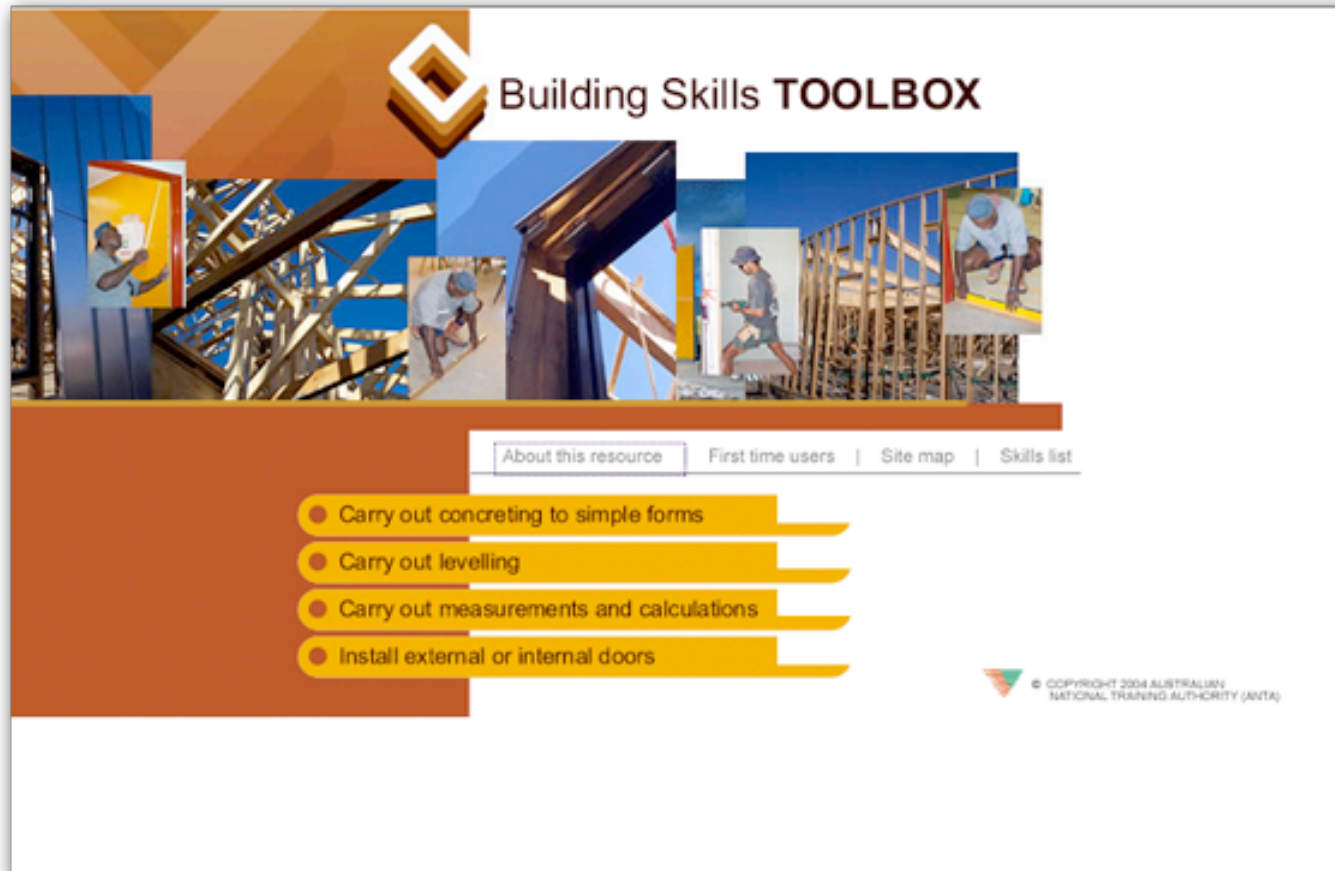 Building Skills TOOLBOX
About this resource | First time users | Site map | Skills list
Carry out concreting to simple forms
Carry out levelling
Carry out measurements and calculations
Install external or internal doors
© COPYRIGHT 2004 AUSTRALIAN
NATIONAL TRAINING AUTHORITY (ANTA)